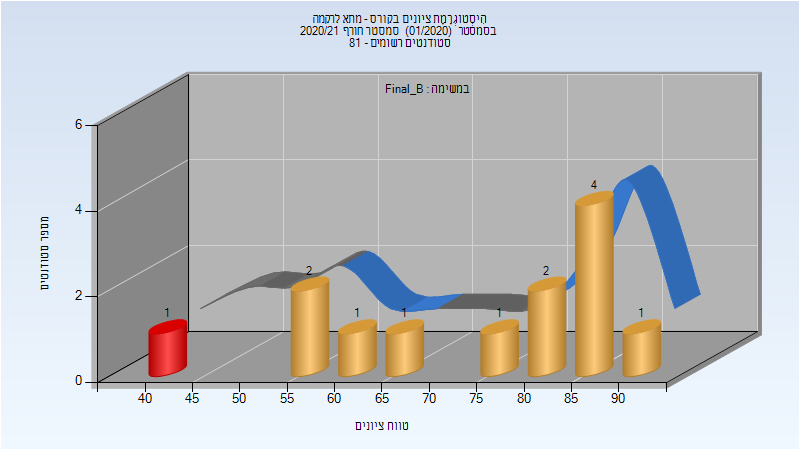 היסטוגרמת ציונים בקורס - מתא לרקמה
בסמסטר (01/2020) סמסטר חורף 2020/21
סטודנטים רשומים - 81
במשימה : Final_B
מספר סטודנטים
6
4
2
0
1
2
1
1
1
2
4
1
40 45 50 55 60 65 70 75 80 85 90
טווח ציונים